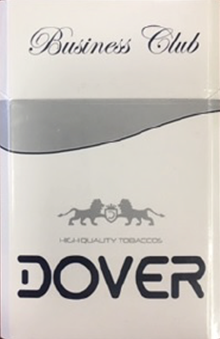 Business Club
HIGH QUALITY TOBACCOS
DOVER